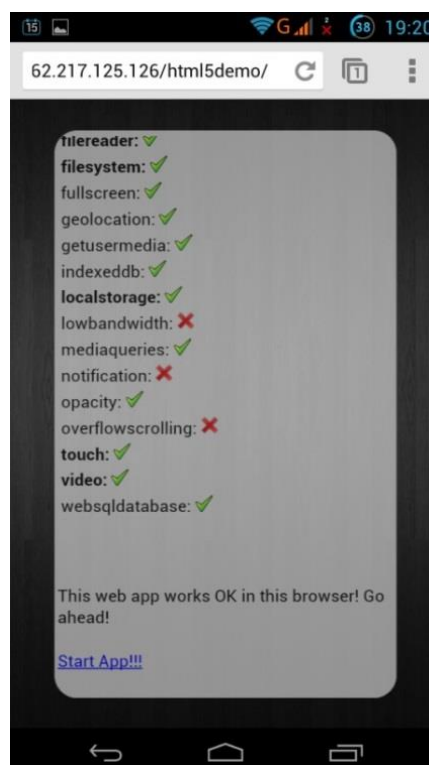 15 G 2 38 19:20
62.217.125.126/html5demo/ 1
filereader:
filesystem:
fullscreen:
geolocation:
getusermedia:
indexeddb:
localstorage:
lowbandwidth:
mediaqueries:
notification:
opacity:
overflowscrolling:
touch:
video:
websqldatabase:
This web app works OK in this browser! Go
ahead!
Start App!!!